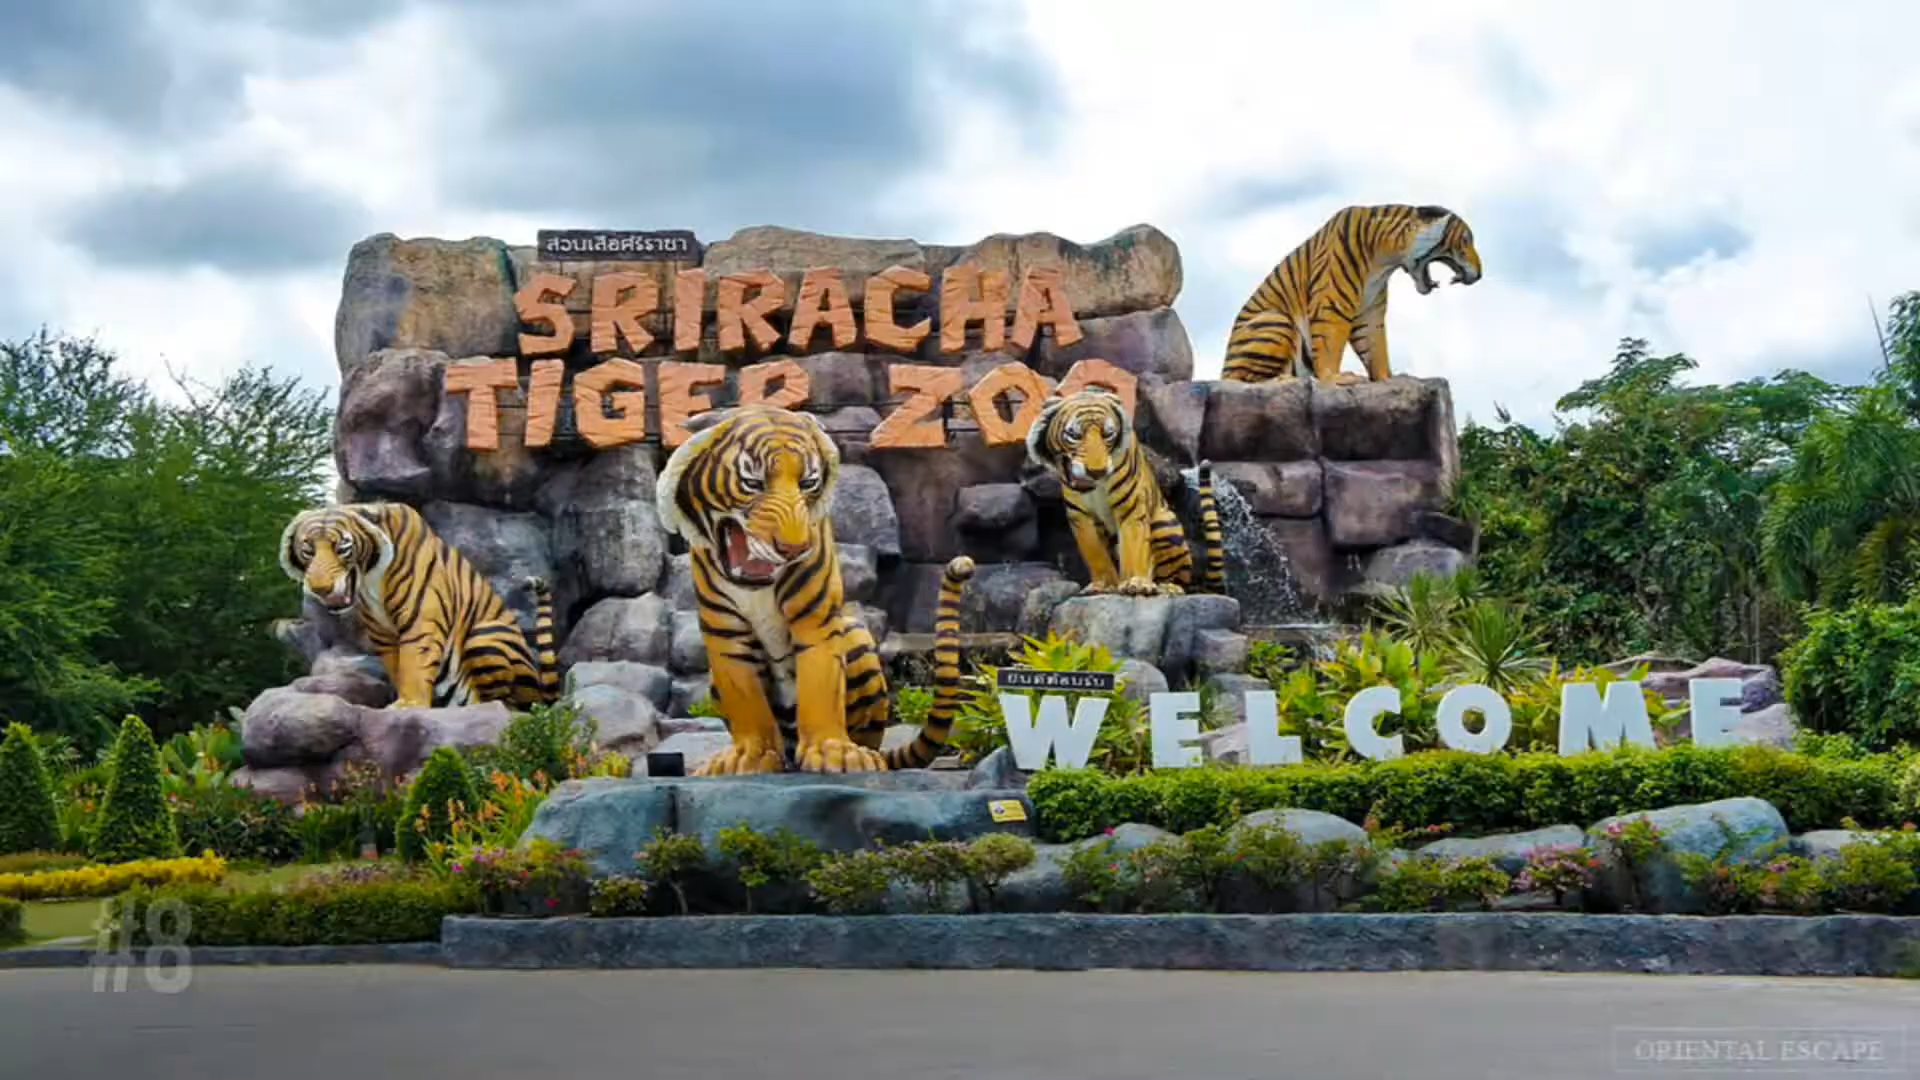 สวนเสือศรีราชา
SRIRACHA
TIGER ZOO
ยินดีต้อนรับ
WELCOME
#8
ORIENTAL ESCAPE